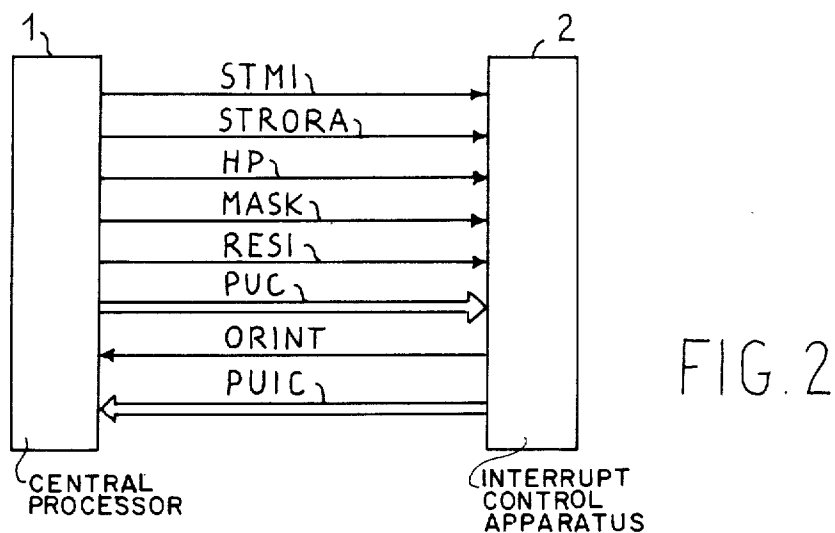 1
2
STMI
STRORA
HP
MASK
RESI
PUC
ORINT
PUIC
FIG. 2
CENTRAL
PROCESSOR
INTERRUPT
CONTROL
APPARATUS